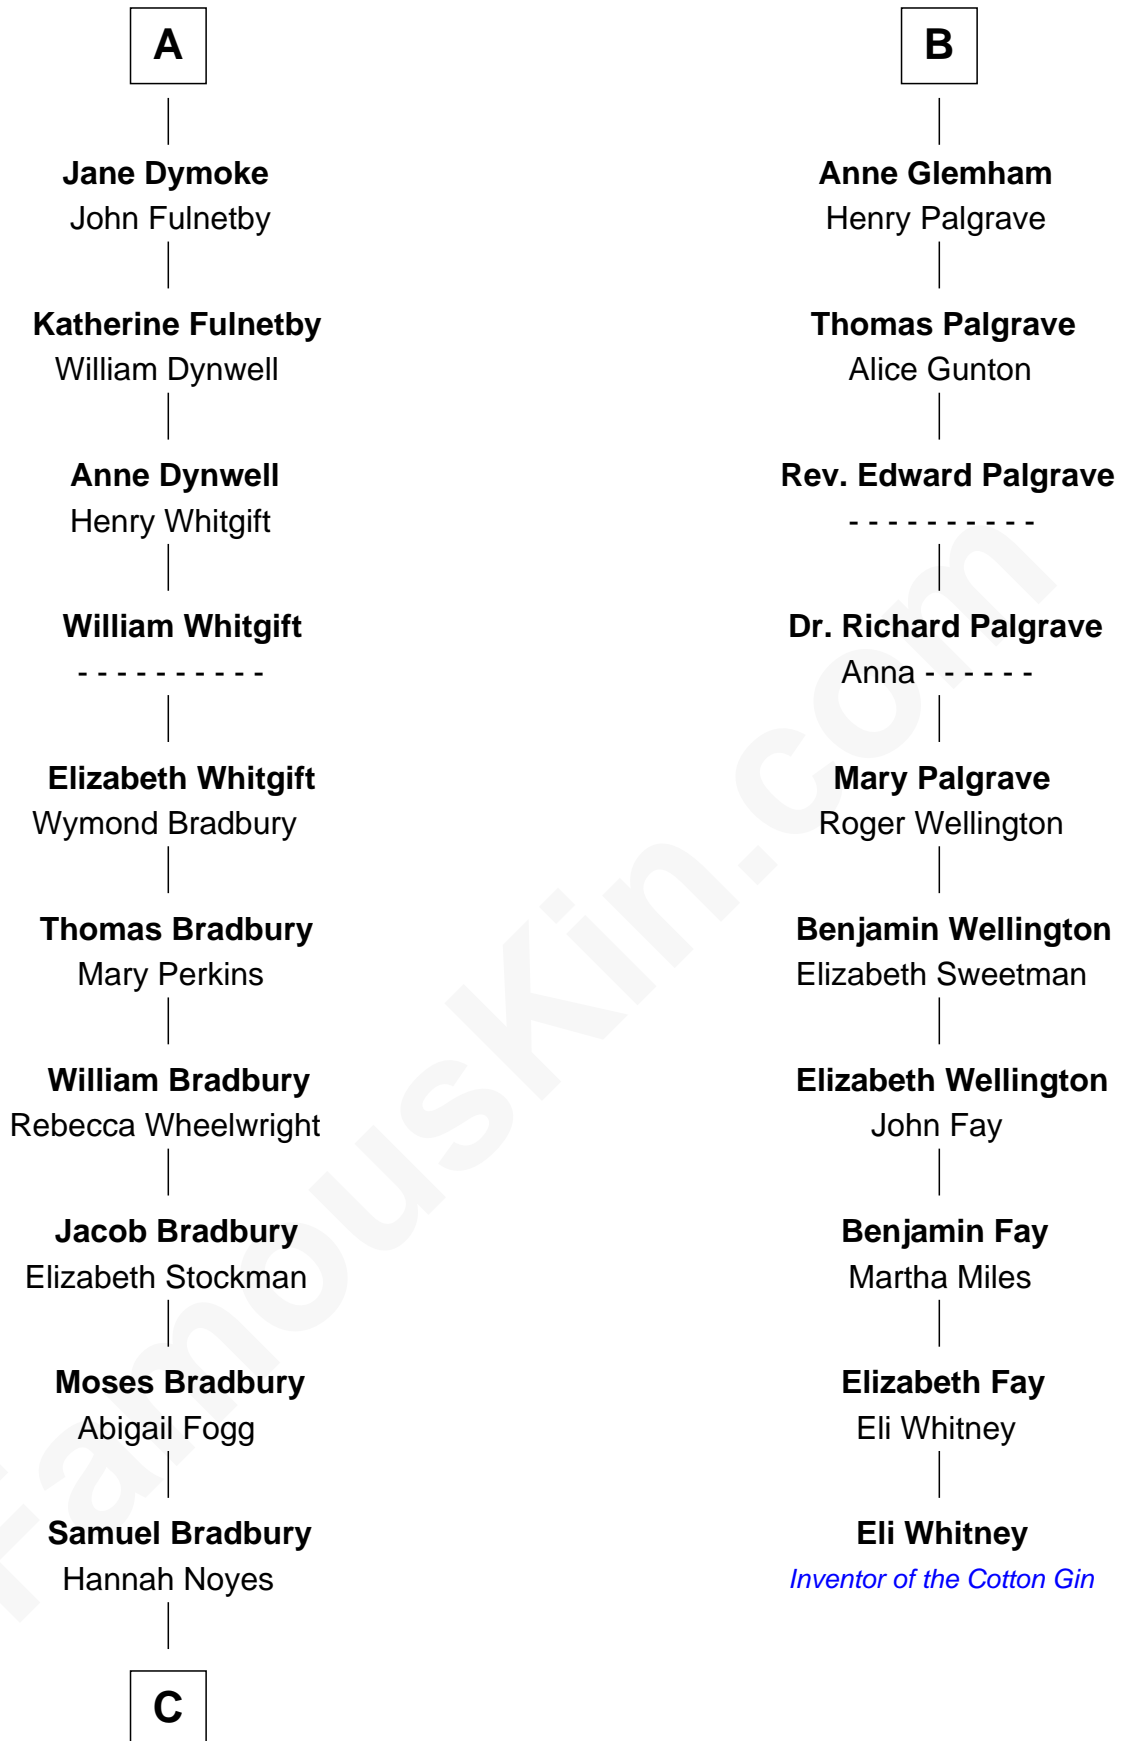 A
Jane Dymoke
John Fulnetby
Katherine Fulnetby
William Dynwell
Anne Dynwell
Henry Whitgift
William Whitgift
- - - - - - - - - -
Elizabeth Whitgift
Wymond Bradbury
Thomas Bradbury
Mary Perkins
William Bradbury
Rebecca Wheelwright
Jacob Bradbury
Elizabeth Stockman
Moses Bradbury
Abigail Fogg
Samuel Bradbury
Hannah Noyes
C
B
Anne Glemham
Henry Palgrave
Thomas Palgrave
Alice Gunton
Rev. Edward Palgrave
- - - - - - - - - -
Dr. Richard Palgrave
Anna - - - - - -
Mary Palgrave
Roger Wellington
Benjamin Wellington
Elizabeth Sweetman
Elizabeth Wellington
John Fay
Benjamin Fay
Martha Miles
Elizabeth Fay
Eli Whitney
Eli Whitney
Inventor of the Cotton Gin
FamousKin.com